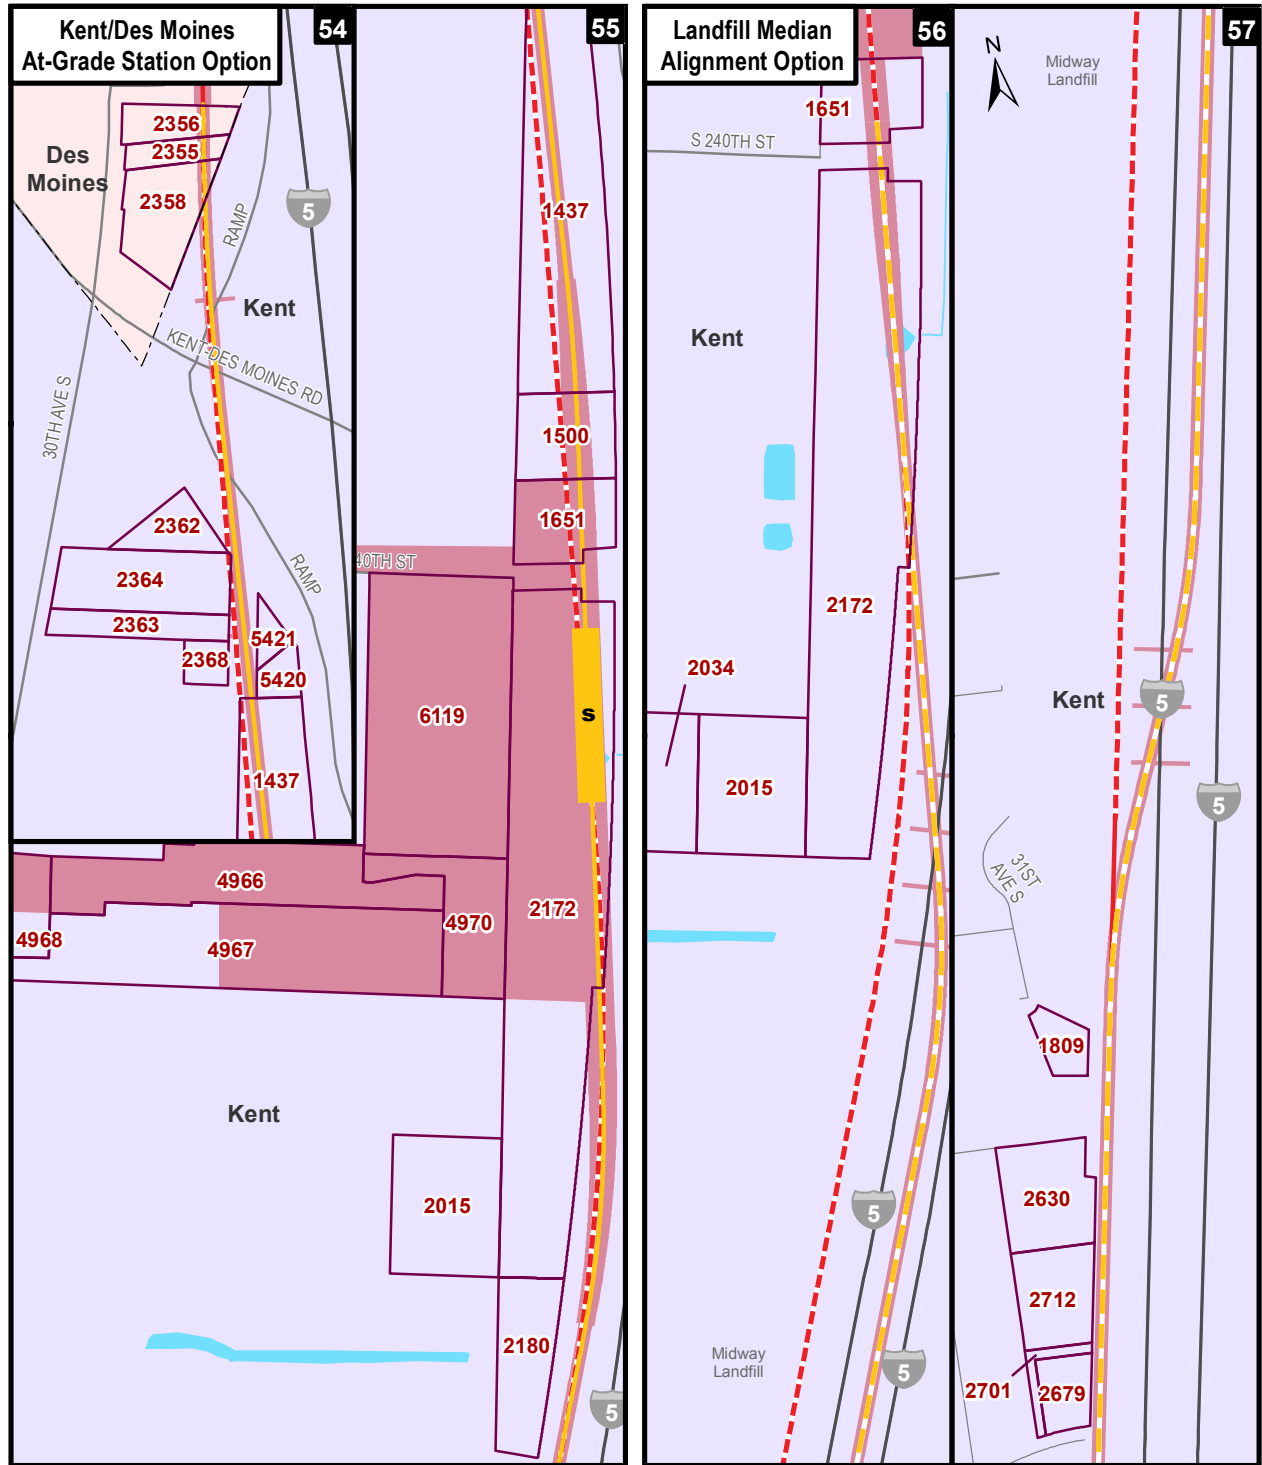 Kent/Des Moines
At-Grade Station Option
54
2356
2355
Des
Moines
2358
RAMP
5
Kent
KENT-DES MOINES RD
30TH AVE S
2362
2364
2363
2368
RAMP
5421
5420
1437
55
1437
1500
1651
40TH ST
6119
S
4966
4970
2172
4968
4967
Kent
2015
2180
5
Landfill Median
Alignment Option
56
1651
S 240TH ST
Kent
2172
2034
2015
5
Midway
Landfill
5
57
N
Midway
Landfill
Kent
5
5
31ST
AVE S
1809
2630
2712
2701
2679